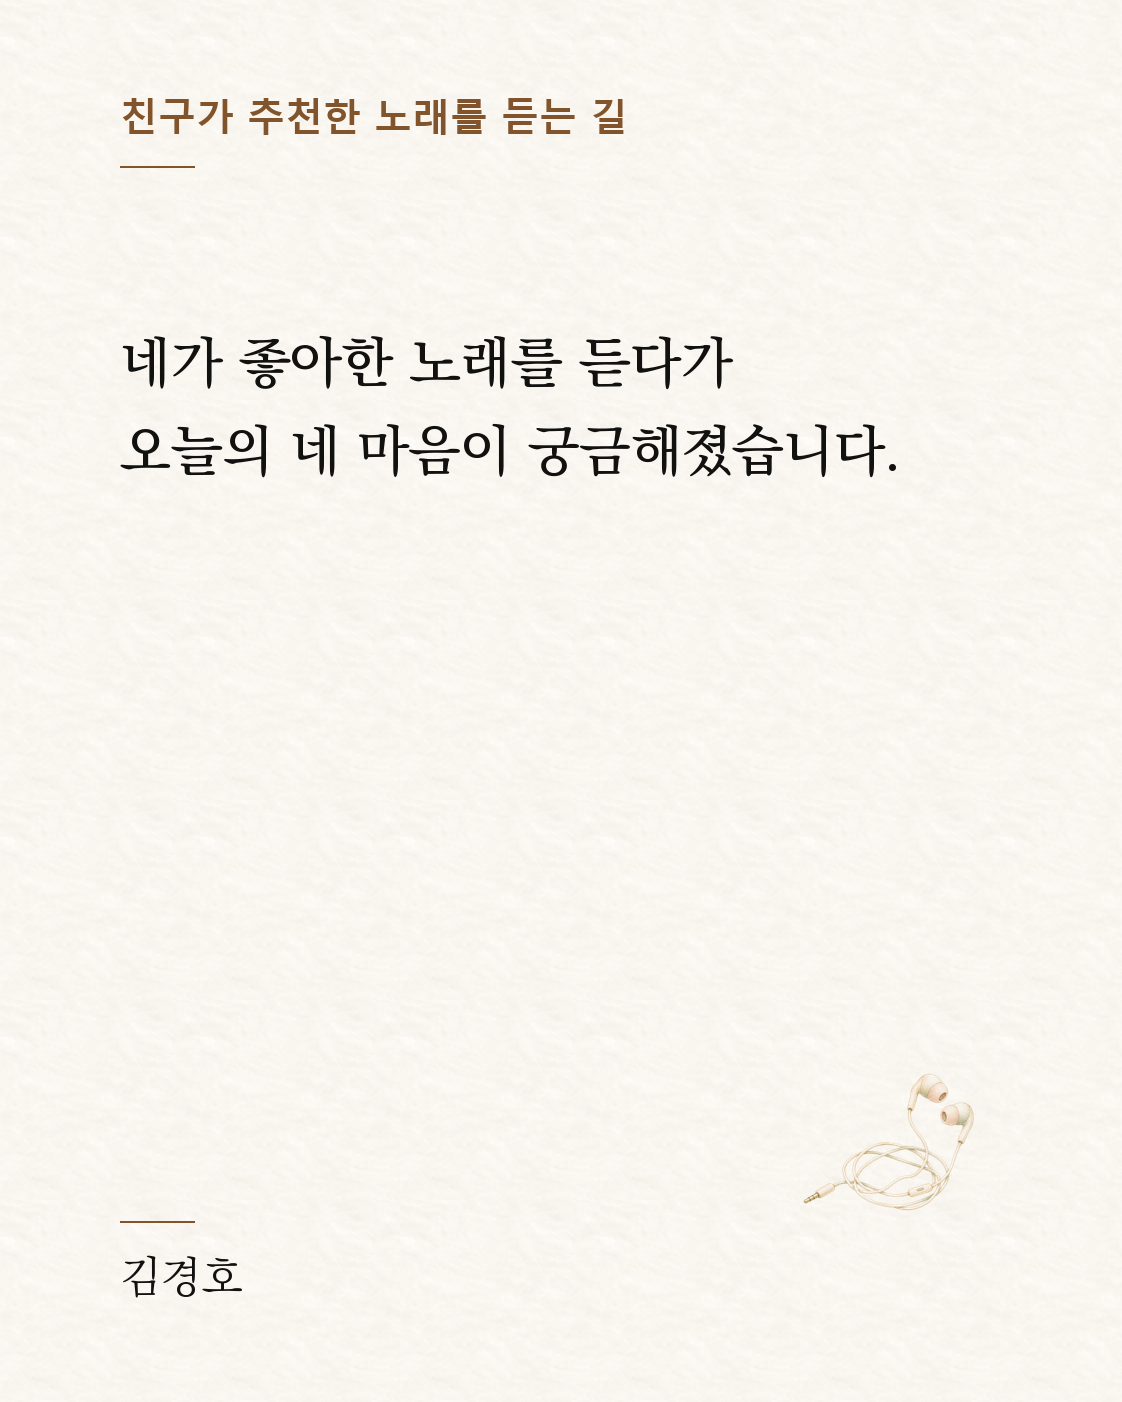 친구가 추천한 노래를 듣는 길
네가 좋아한 노래를 듣다가
오늘의 네 마음이 궁금해졌습니다.
김경호